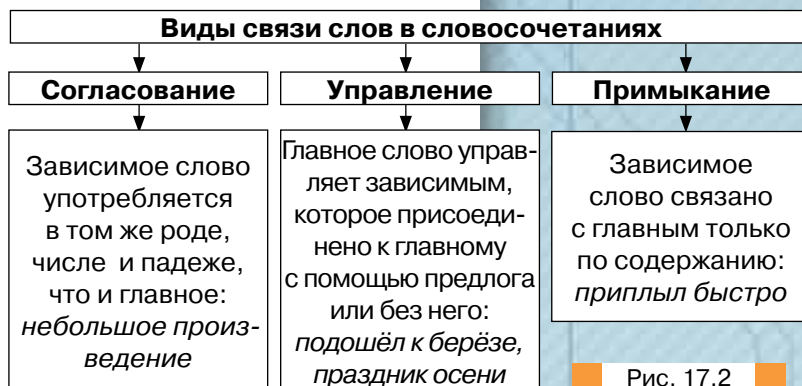 Виды связи слов в словосочетаниях
Согласование
Управление
Примыкание
Зависимое слово
употребляется
в том же роде,
числе и падеже,
что и главное:
небольшое произ-
ведение
Главное слово управ-
ляет зависимым,
которое присоеди-
нено к главному
с помощью предлога
или без него:
подошёл к берёзе,
праздник осени
Зависимое
слово связано
с главным только
по содержанию:
приплыл быстро
Рис. 17.2